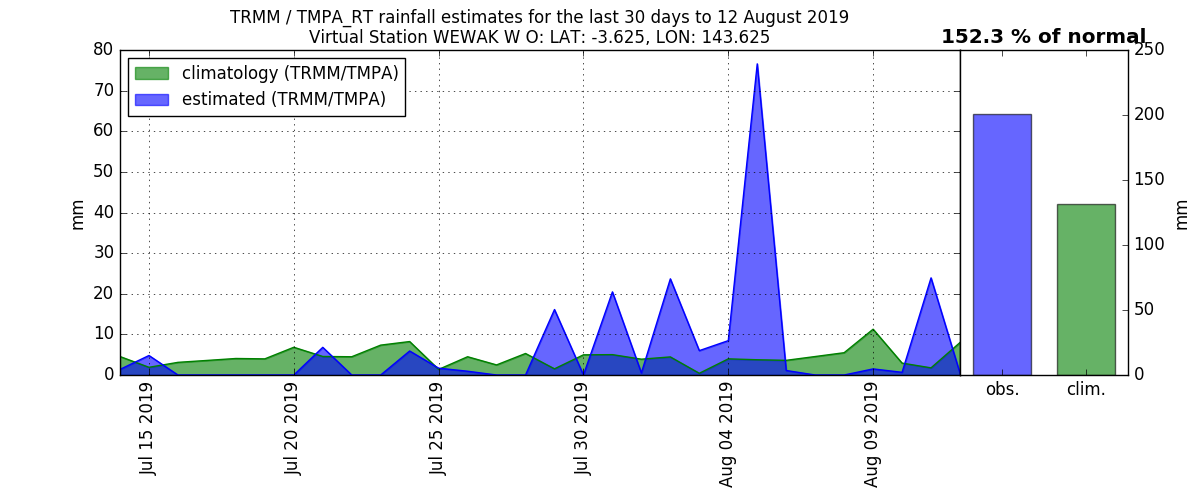 TRMM / TMPA_RT rainfall estimates for the last 30 days to 12 August 2019
Virtual Station WEWAK W O: LAT: -3.625, LON: 143.625
152.3 % of normal
climatology (TRMM/TMPA)
estimated (TRMM/TMPA)
80
70
60
50
40
30
20
10
0
mm
Jul 15 2019
Jul 20 2019
Jul 25 2019
Jul 30 2019
Aug 04 2019
Aug 09 2019
250
200
150
100
50
0
mm
obs.
clim.